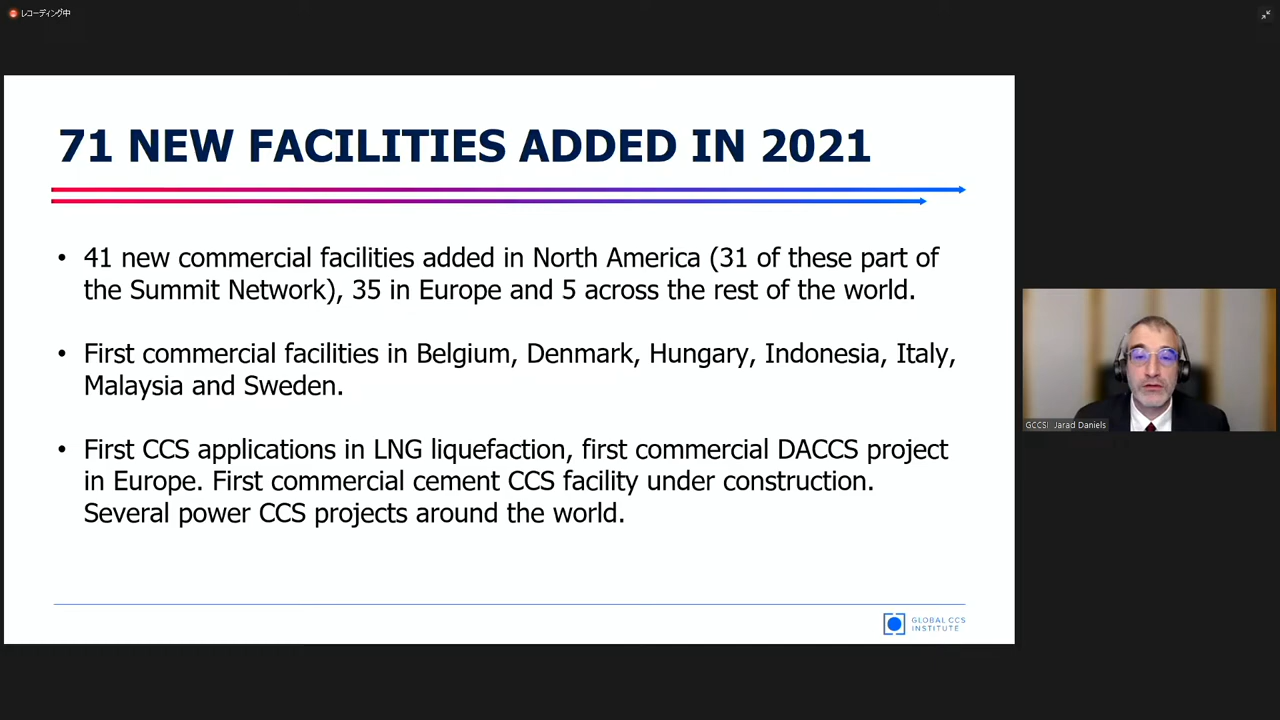 レコーディング中
71 NEW FACILITIES ADDED IN 2021
• 41 new commercial facilities added in North America (31 of these part of
the Summit Network), 35 in Europe and 5 across the rest of the world.
• First commercial facilities in Belgium, Denmark, Hungary, Indonesia, Italy,
Malaysia and Sweden.
• First CCS applications in LNG liquefaction, first commercial DACCS project
in Europe. First commercial cement CCS facility under construction.
Several power CCS projects around the world.
GLOBAL CCS
INSTITUTE
GCCSI Jarad Daniels